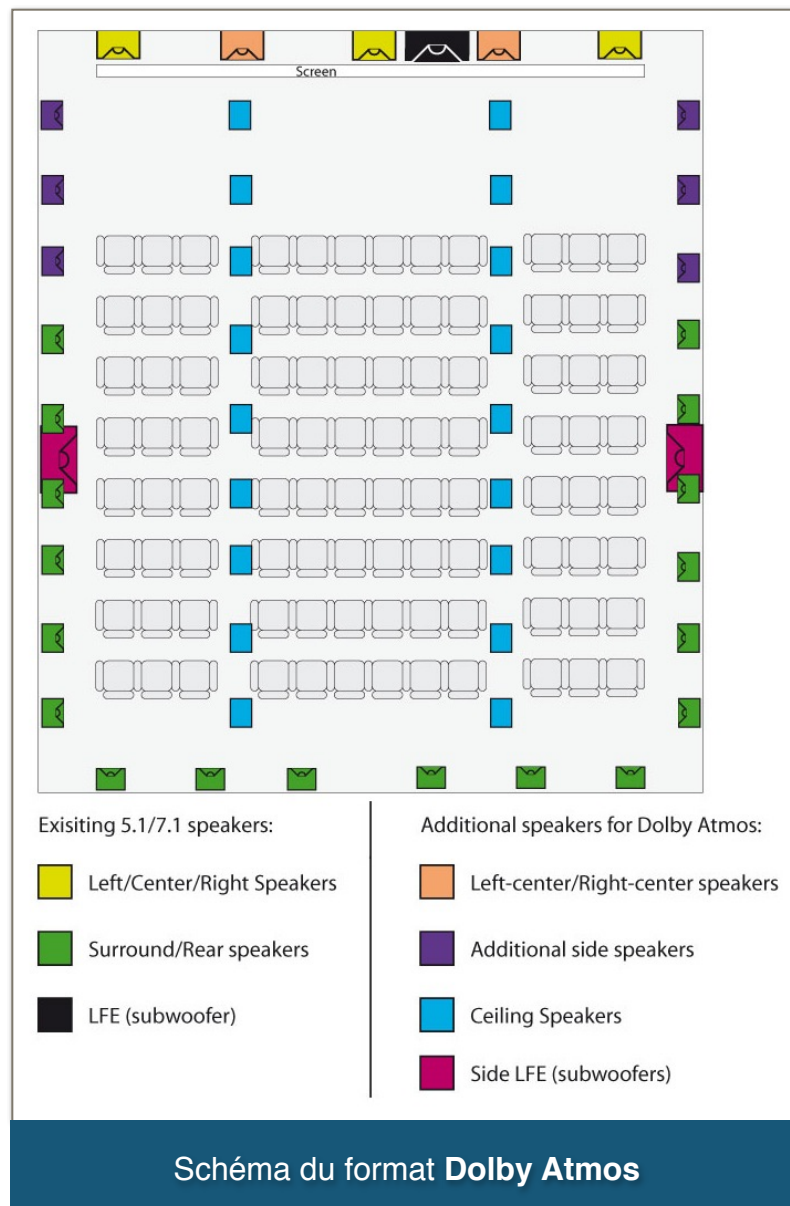 Screen
Exisiting 5.1/7.1 speakers:
Left/Center/Right Speakers
Surround/Rear speakers
LFE (subwoofer)
Additional speakers for Dolby Atmos:
Left-center/Right-center speakers
Additional side speakers
Ceiling Speakers
Side LFE (subwoofers)
Schéma du format Dolby Atmos